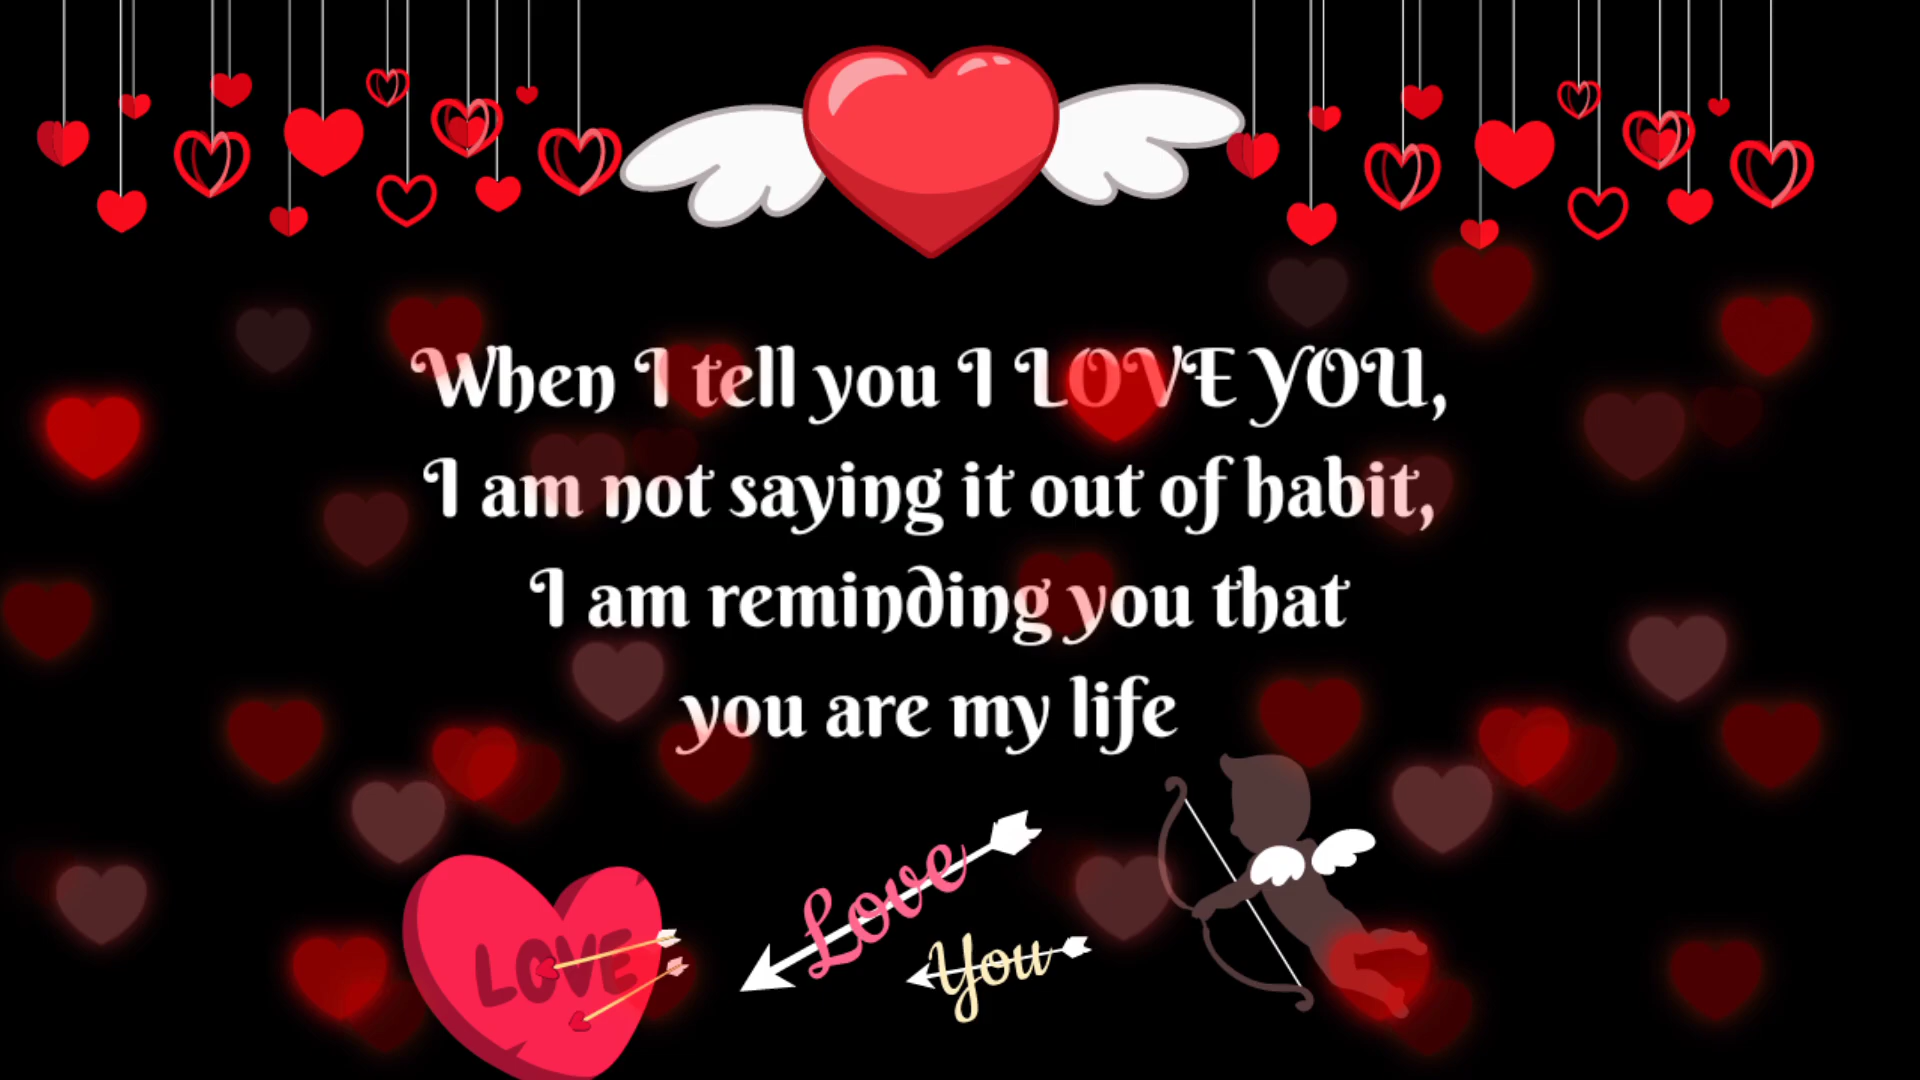 When I tell you I LOVE YOU,
I am not saying it out of habit,
I am reminding you that
you are my life
LOVE
Love
You